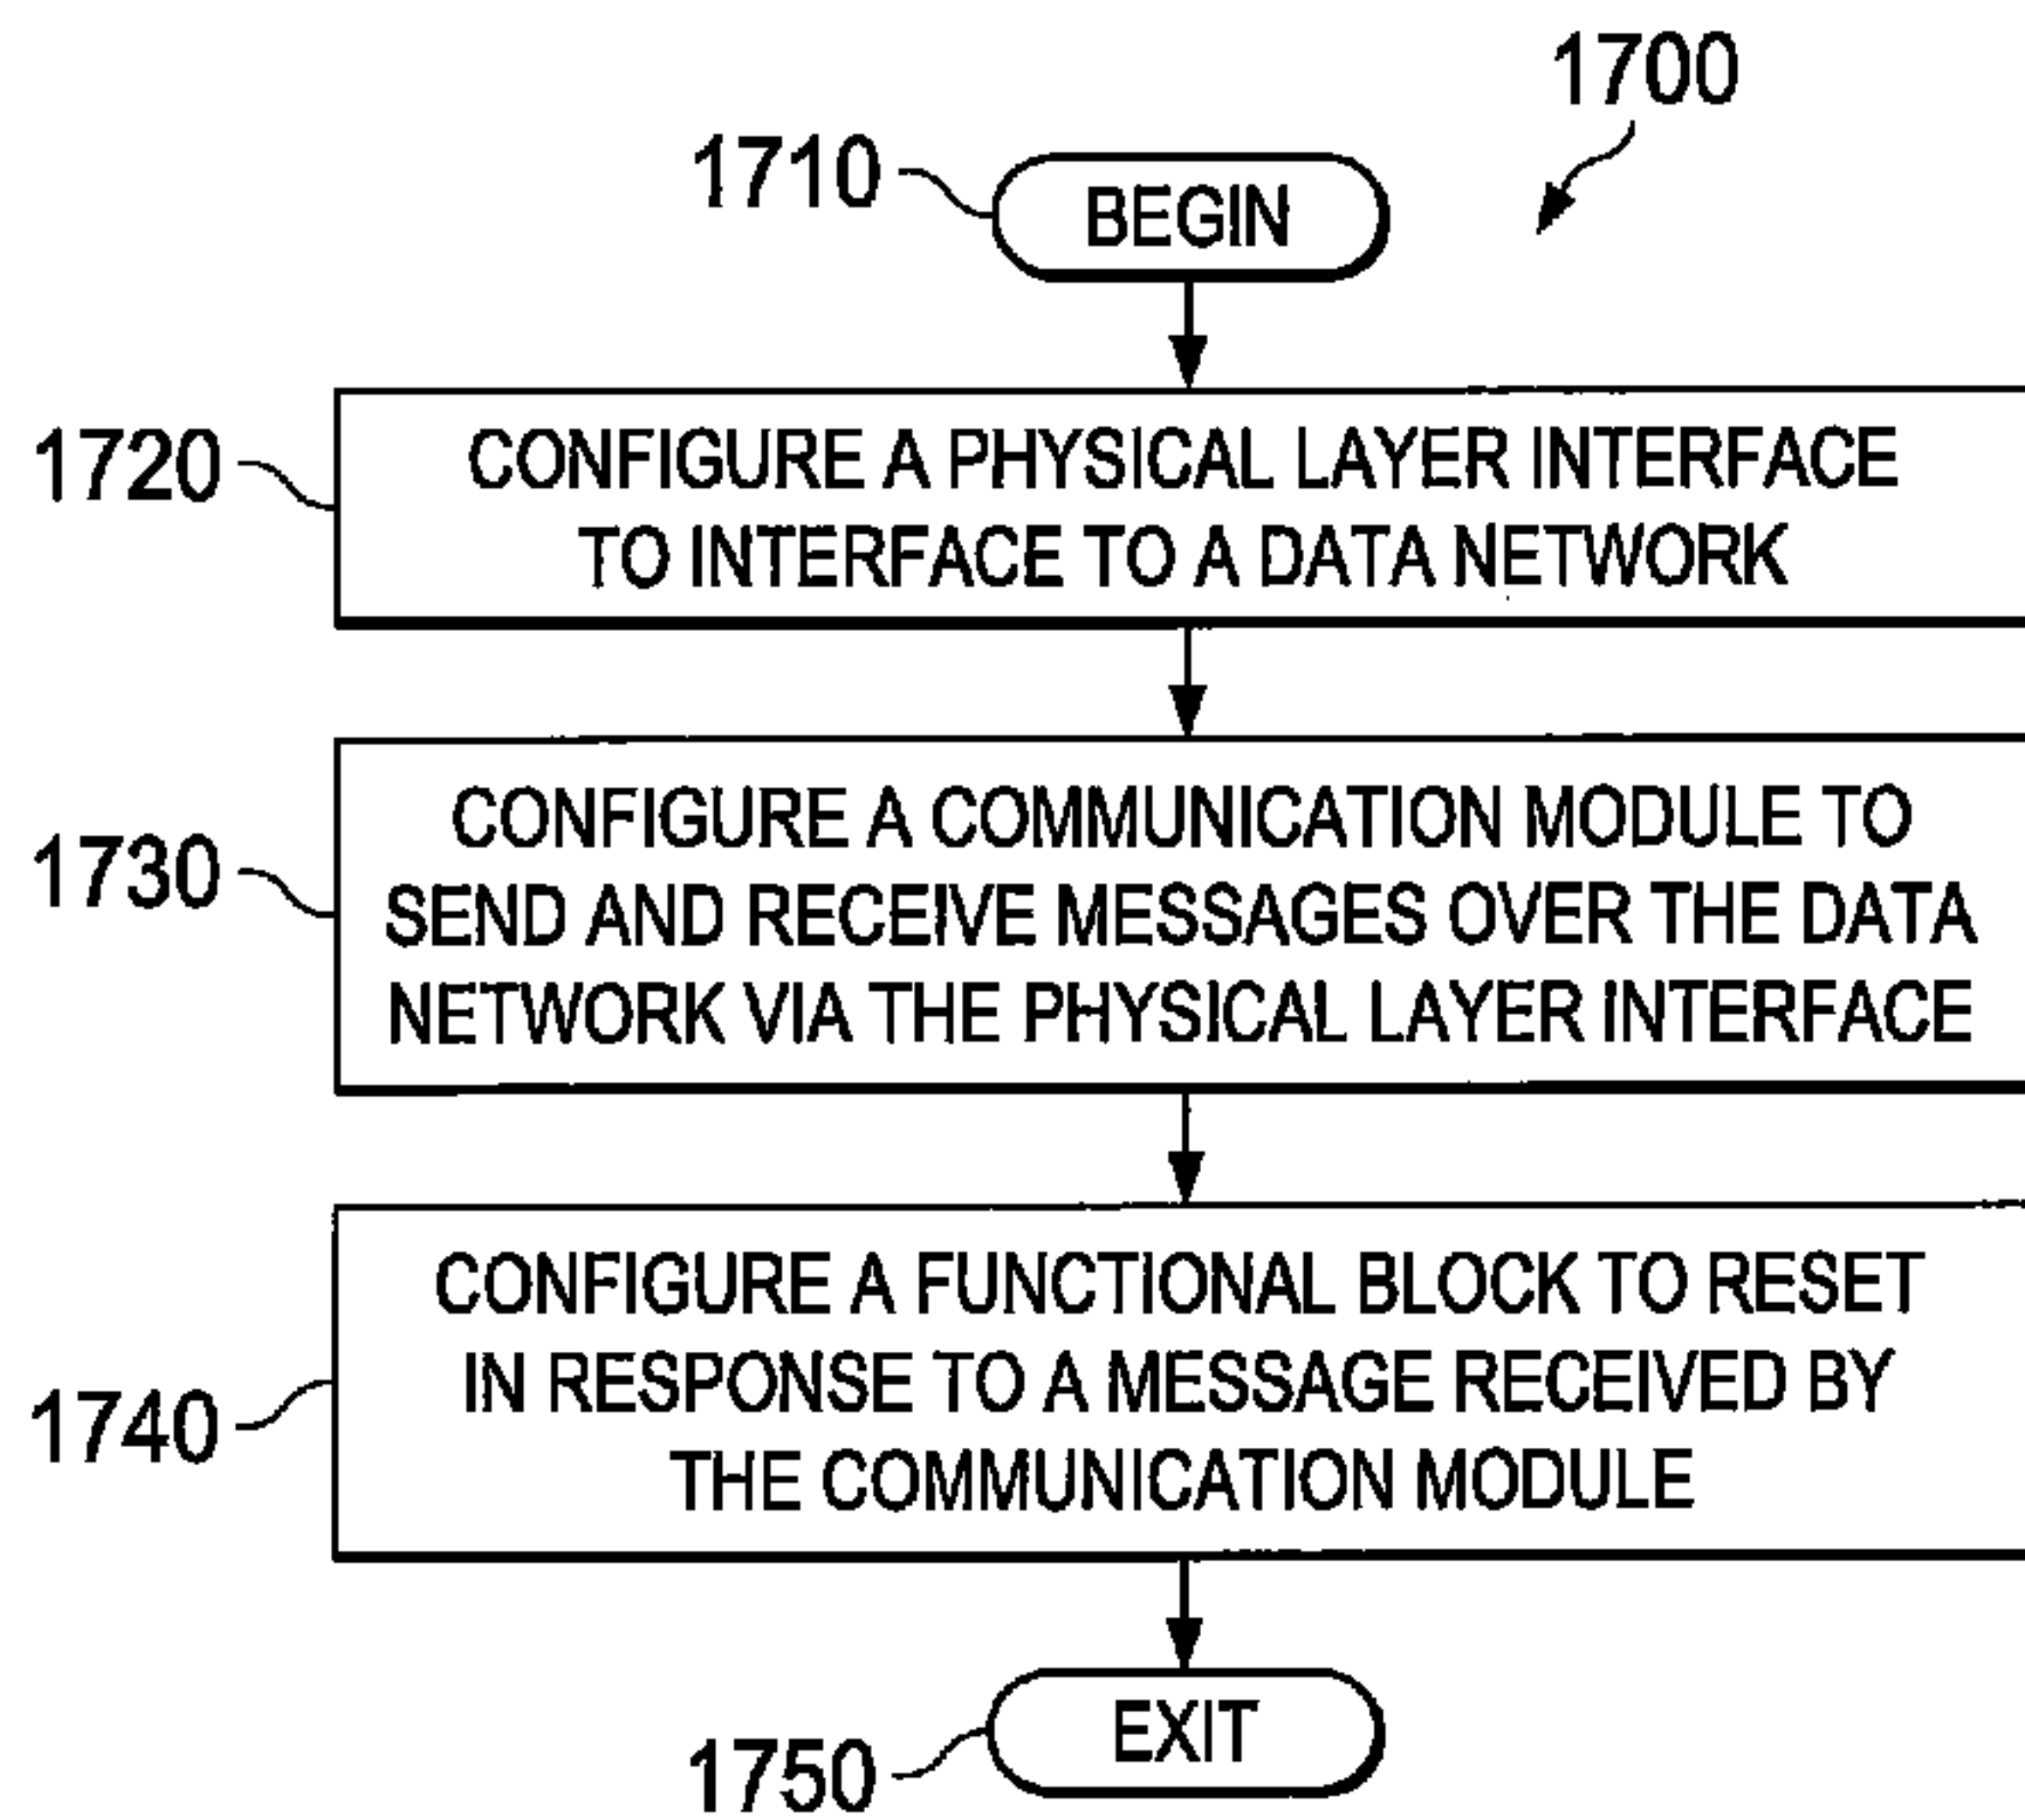 1700
1710
BEGIN
1720
CONFIGURE A PHYSICAL LAYER INTERFACE
TO INTERFACE TO A DATA NETWORK
1730
CONFIGURE A COMMUNICATION MODULE TO
SEND AND RECEIVE MESSAGES OVER THE DATA
NETWORK VIA THE PHYSICAL LAYER INTERFACE
1740
CONFIGURE A FUNCTIONAL BLOCK TO RESET
IN RESPONSE TO A MESSAGE RECEIVED BY
THE COMMUNICATION MODULE
1750
EXIT